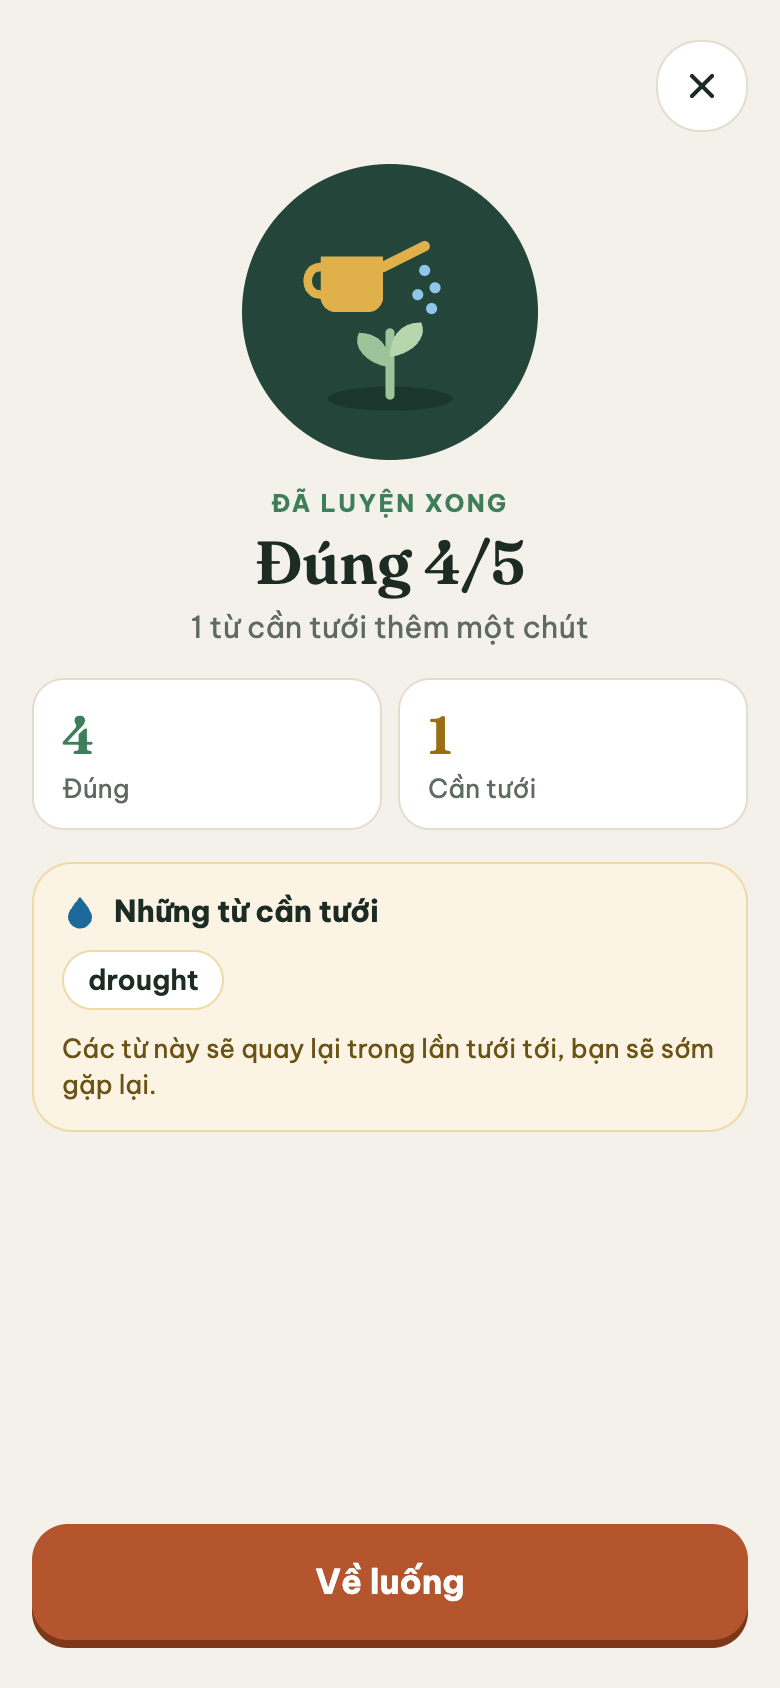 ĐÃ LUYỆN XONG
Đúng 4/5
1 từ cần tưới thêm một chút
4
Đúng
1
Cần tưới
Những từ cần tưới
drought
Các từ này sẽ quay lại trong lần tưới tới, bạn sẽ sớm
gặp lại.
Về luống